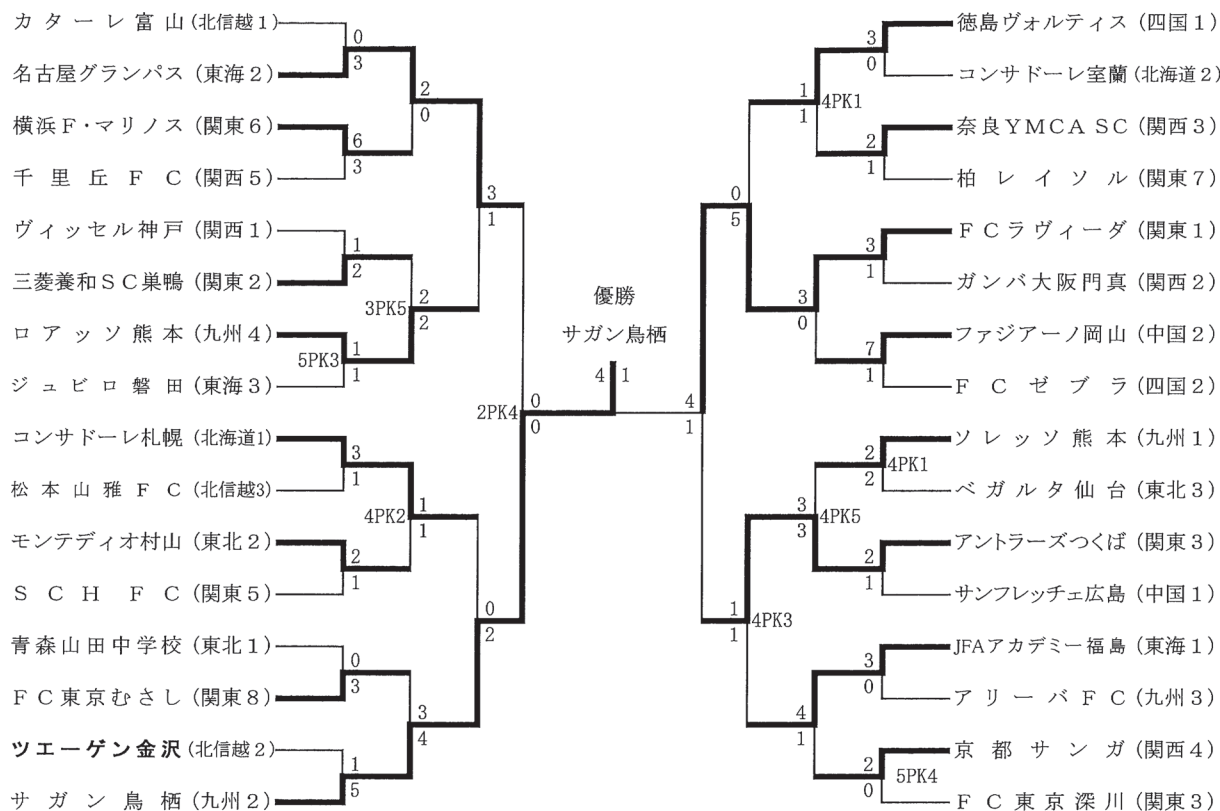 カターレ富山 (北信越1)
0
3
名古屋グランパス (東海2)
2
0
横浜F・マリノス (関東6)
6
3
千里丘FC (関西5)
3
1
ヴィッセル神戸 (関西1)
1
2
三菱養和SC巣鴨 (関東2)
3PK5
2
2
ロアッソ熊本 (九州4)
5PK3
1
1
ジュビロ磐田 (東海3)
2PK4
0
0
コンサドーレ札幌 (北海道1)
3
1
松本山雅FC (北信越3)
4PK2
1
1
モンテディオ村山 (東北2)
2
1
SCH FC (関東5)
0
2
青森山田中学校 (東北1)
0
3
FC東京むさし (関東8)
3
4
ツエーゲン金沢 (北信越2)
1
5
サガン鳥栖 (九州2)
優勝
サガン鳥栖
4 1
徳島ヴォルティス (四国1)
3
0
コンサドーレ室蘭 (北海道2)
1
1
4PK1
奈良YMCA SC (関西3)
2
1
柏レイソル (関東7)
0
5
FCラヴィーダ (関東1)
3
1
ガンバ大阪門真 (関西2)
3
0
ファジアーノ岡山 (中国2)
7
1
FCゼブラ (四国2)
4
1
ソレッソ熊本 (九州1)
2
2
4PK1
ベガルタ仙台 (東北3)
3
3
4PK5
アントラーズつくば (関東3)
2
1
サンフレッチェ広島 (中国1)
1
1
4PK3
JFAアカデミー福島 (東海1)
3
0
アリーバFC (九州3)
4
1
京都サンガ (関西4)
2
0
5PK4
FC東京深川 (関東3)